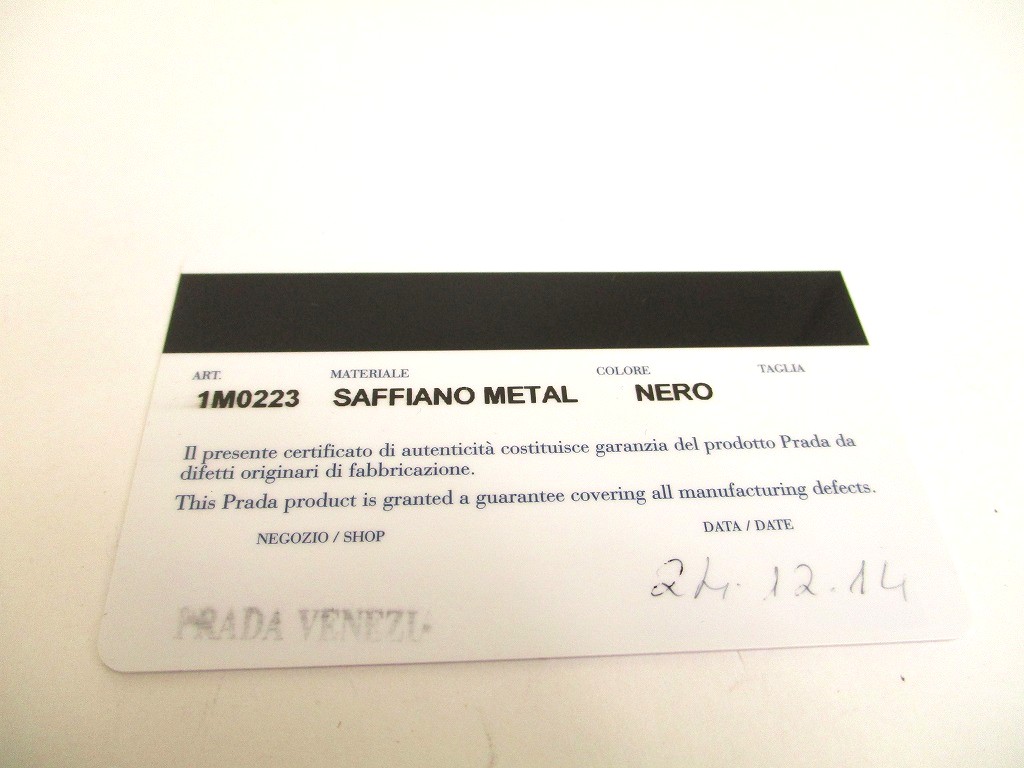 ART. MATERIALE COLORE TAGLIA
1M0223 SAFFIANO METAL NERO
Il presente certificato di autenticità costituisce garanzia del prodotto Prada da
difetti originari di fabbricazione.
This Prada product is granted a guarantee covering all manufacturing defects.
NEGOZIO / SHOP DATA / DATE
24.12.14
PRADA